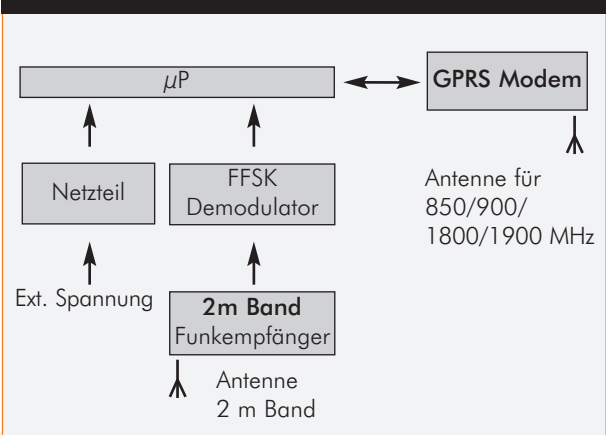 µP
GPRS Modem
Netzteil
FFSK
Demodulator
Antenne für
850/900/
1800/1900 MHz
Ext. Spannung
2m Band
Funkempfänger
Antenne
2 m Band